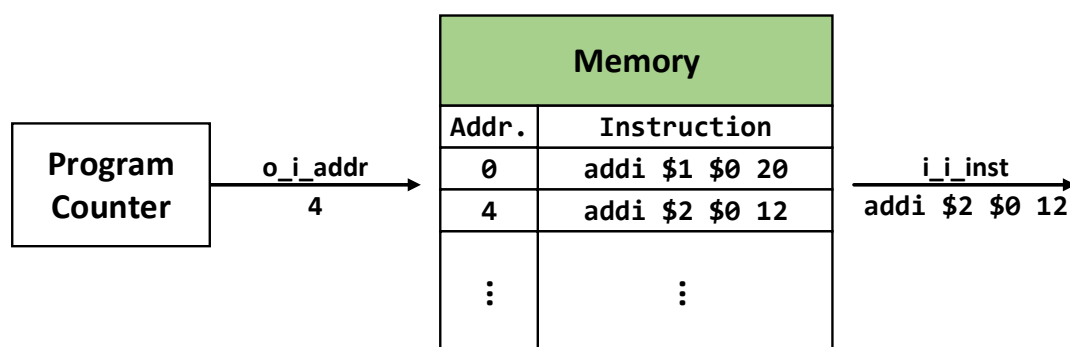 Program
Counter
o_i_addr
4
Memory
Addr. Instruction
0 addi $1 $0 20
4 addi $2 $0 12
⋮ ⋮
i_i_inst
addi $2 $0 12